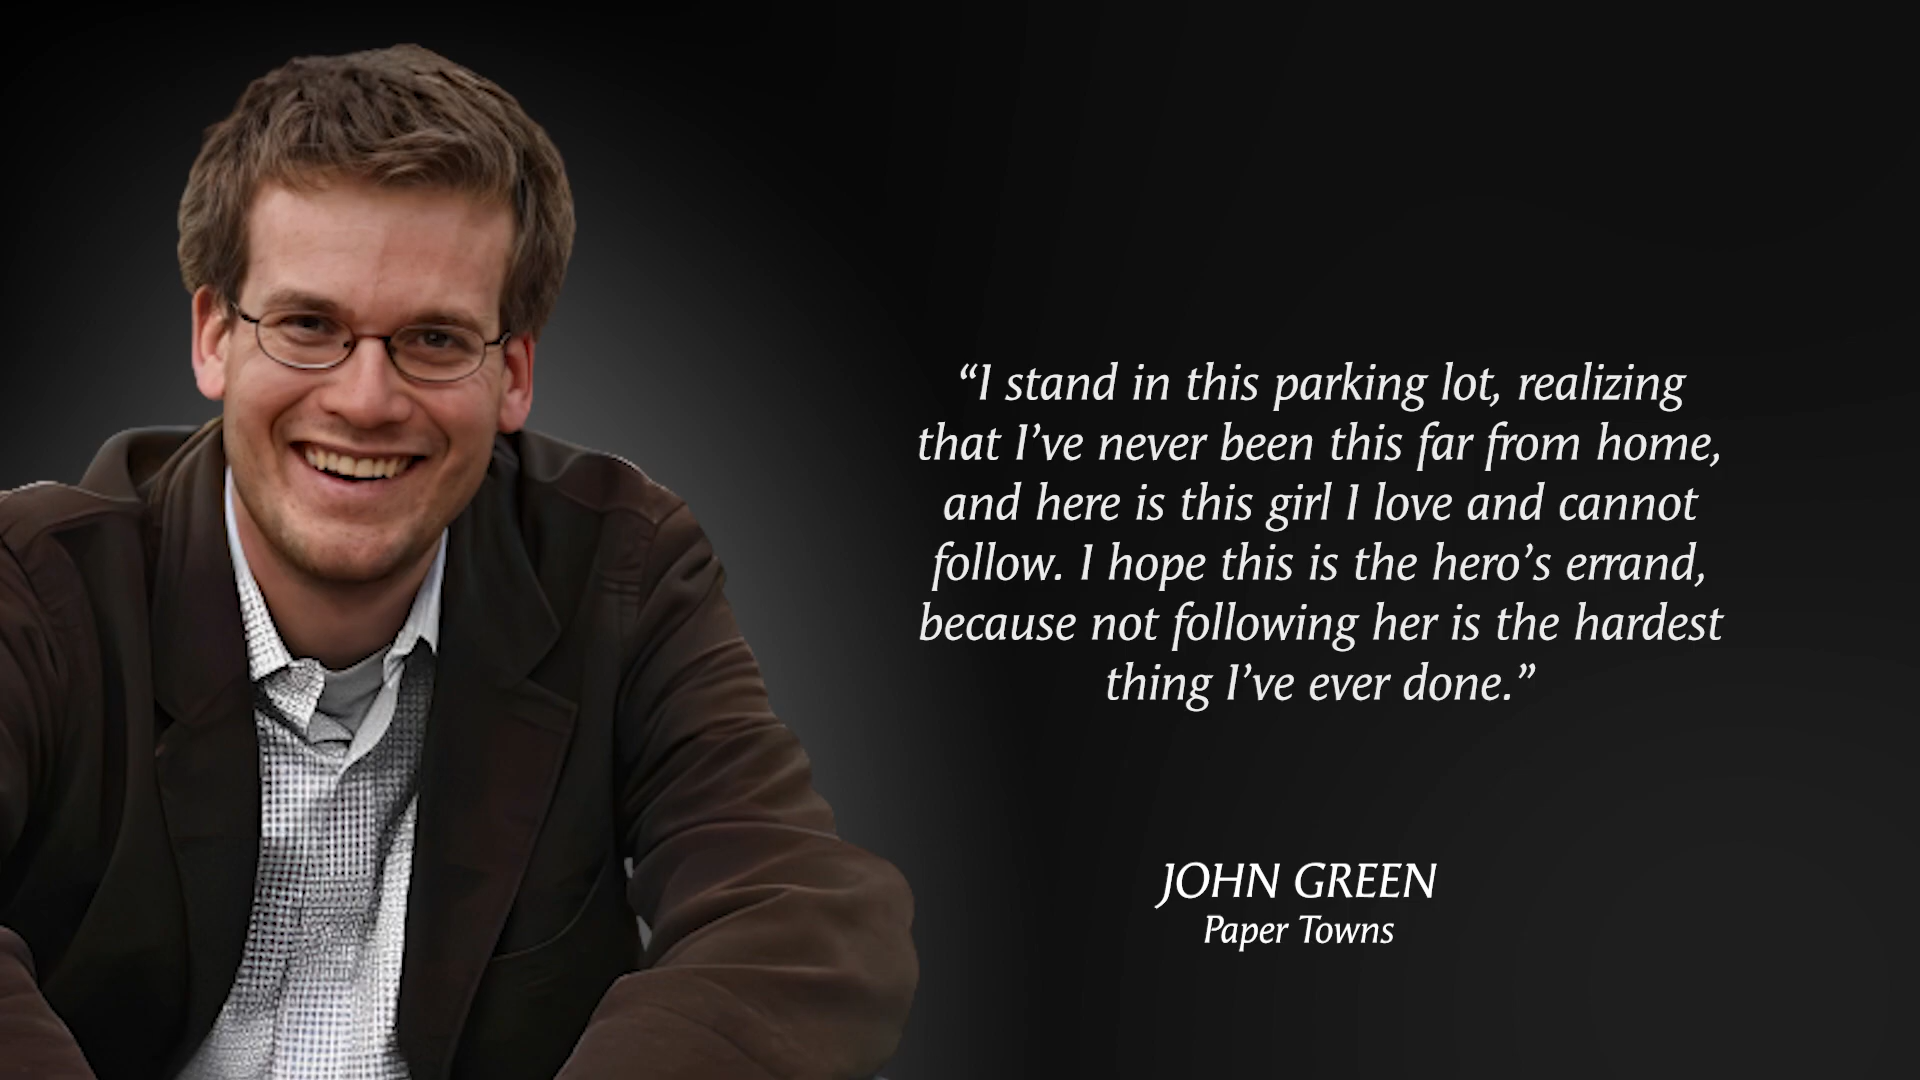 “I stand in this parking lot, realizing
that I’ve never been this far from home,
and here is this girl I love and cannot
follow. I hope this is the hero’s errand,
because not following her is the hardest
thing I’ve ever done.”
JOHN GREEN
Paper Towns